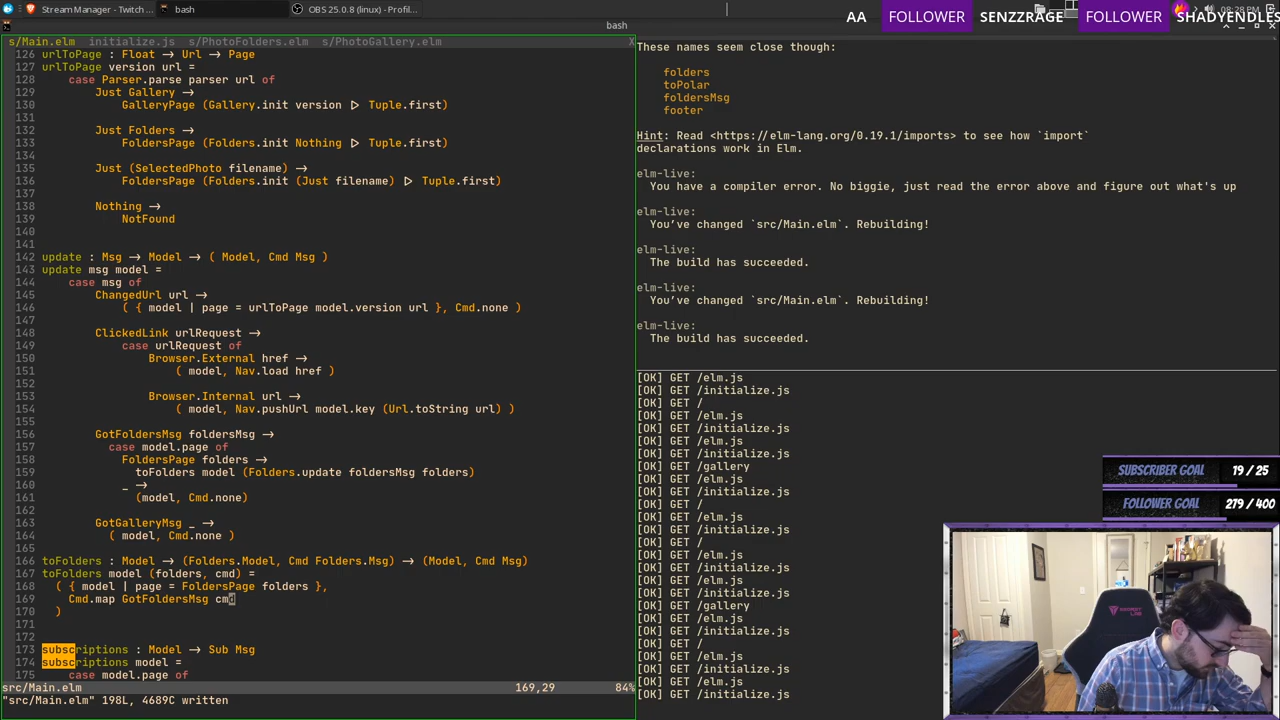 Stream Manager - Twitch ...
bash
OBS 25.0.8 (linux) - Profil...
08:28 PM
AA FOLLOWER SENZZRAGE FOLLOWER SHADYENDLES
bash
s/Main.elm initialize.js s/PhotoFolders.elm s/PhotoGallery.elm X
126 urlToPage : Float → Url → Page
127 urlToPage version url =
128 case Parser.parse parser url of
129 Just Gallery →
130 GalleryPage (Gallery.init version ▷ Tuple.first)
131
132 Just Folders →
133 FoldersPage (Folders.init Nothing ▷ Tuple.first)
134
135 Just (SelectedPhoto filename) →
136 FoldersPage (Folders.init (Just filename) ▷ Tuple.first)
137
138 Nothing →
139 NotFound
140
141
142 update : Msg → Model → ( Model, Cmd Msg )
143 update msg model =
144 case msg of
145 ChangedUrl url →
146 ( { model | page = urlToPage model.version url }, Cmd.none )
147
148 ClickedLink urlRequest →
149 case urlRequest of
150 Browser.External href →
151 ( model, Nav.load href )
152
153 Browser.Internal url →
154 ( model, Nav.pushUrl model.key (Url.toString url) )
155
156 GotFoldersMsg foldersMsg →
157 case model.page of
158 FoldersPage folders →
159 toFolders model (Folders.update foldersMsg folders)
160 _ →
161 (model, Cmd.none)
162
163 GotGalleryMsg _ →
164 ( model, Cmd.none )
165
166 toFolders : Model → (Folders.Model, Cmd Folders.Msg) → (Model, Cmd Msg)
167 toFolders model (folders, cmd) =
168 ( { model | page = FoldersPage folders },
169 Cmd.map GotFoldersMsg cmd
170 )
171
172
173 subscriptions : Model → Sub Msg
174 subscriptions model =
175 case model.page of
src/Main.elm 169,29 84%
"src/Main.elm" 198L, 4689C written
These names seem close though:
folders
toPolar
foldersMsg
footer
Hint: Read <https://elm-lang.org/0.19.1/imports> to see how `import`
declarations work in Elm.
elm-live:
You have a compiler error. No biggie, just read the error above and figure out what's up
elm-live:
You've changed `src/Main.elm`. Rebuilding!
elm-live:
The build has succeeded.
elm-live:
You've changed `src/Main.elm`. Rebuilding!
elm-live:
The build has succeeded.
[OK] GET /elm.js
[OK] GET /initialize.js
[OK] GET /
[OK] GET /elm.js
[OK] GET /initialize.js
[OK] GET /elm.js
[OK] GET /initialize.js
[OK] GET /gallery
[OK] GET /elm.js
[OK] GET /initialize.js
[OK] GET /
[OK] GET /elm.js
[OK] GET /initialize.js
[OK] GET /
[OK] GET /elm.js
[OK] GET /initialize.js
[OK] GET /elm.js
[OK] GET /initialize.js
[OK] GET /gallery
[OK] GET /elm.js
[OK] GET /initialize.js
[OK] GET /
[OK] GET /elm.js
[OK] GET /initialize.js
[OK] GET /elm.js
[OK] GET /initialize.js
SUBSCRIBER GOAL 19 / 25
FOLLOWER GOAL 279 / 400